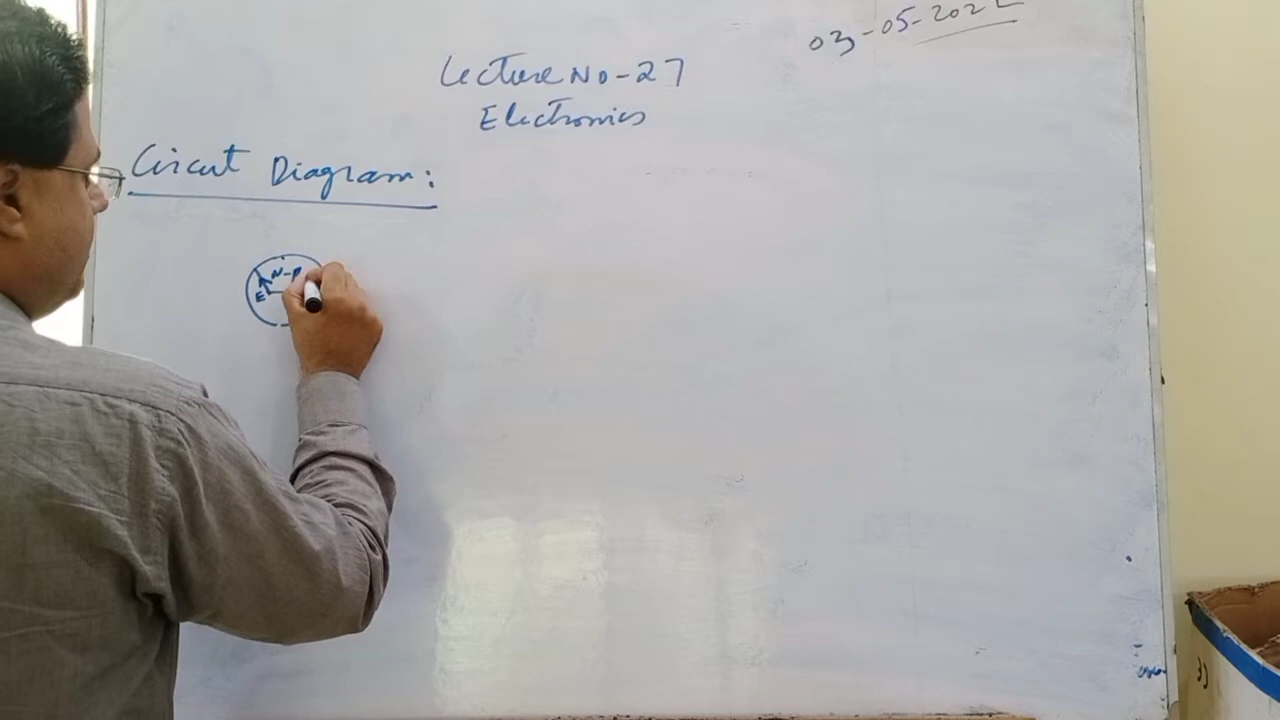 03-05-2022
Lecture No-27
Electronics
Circuit Diagram:
N-P
E